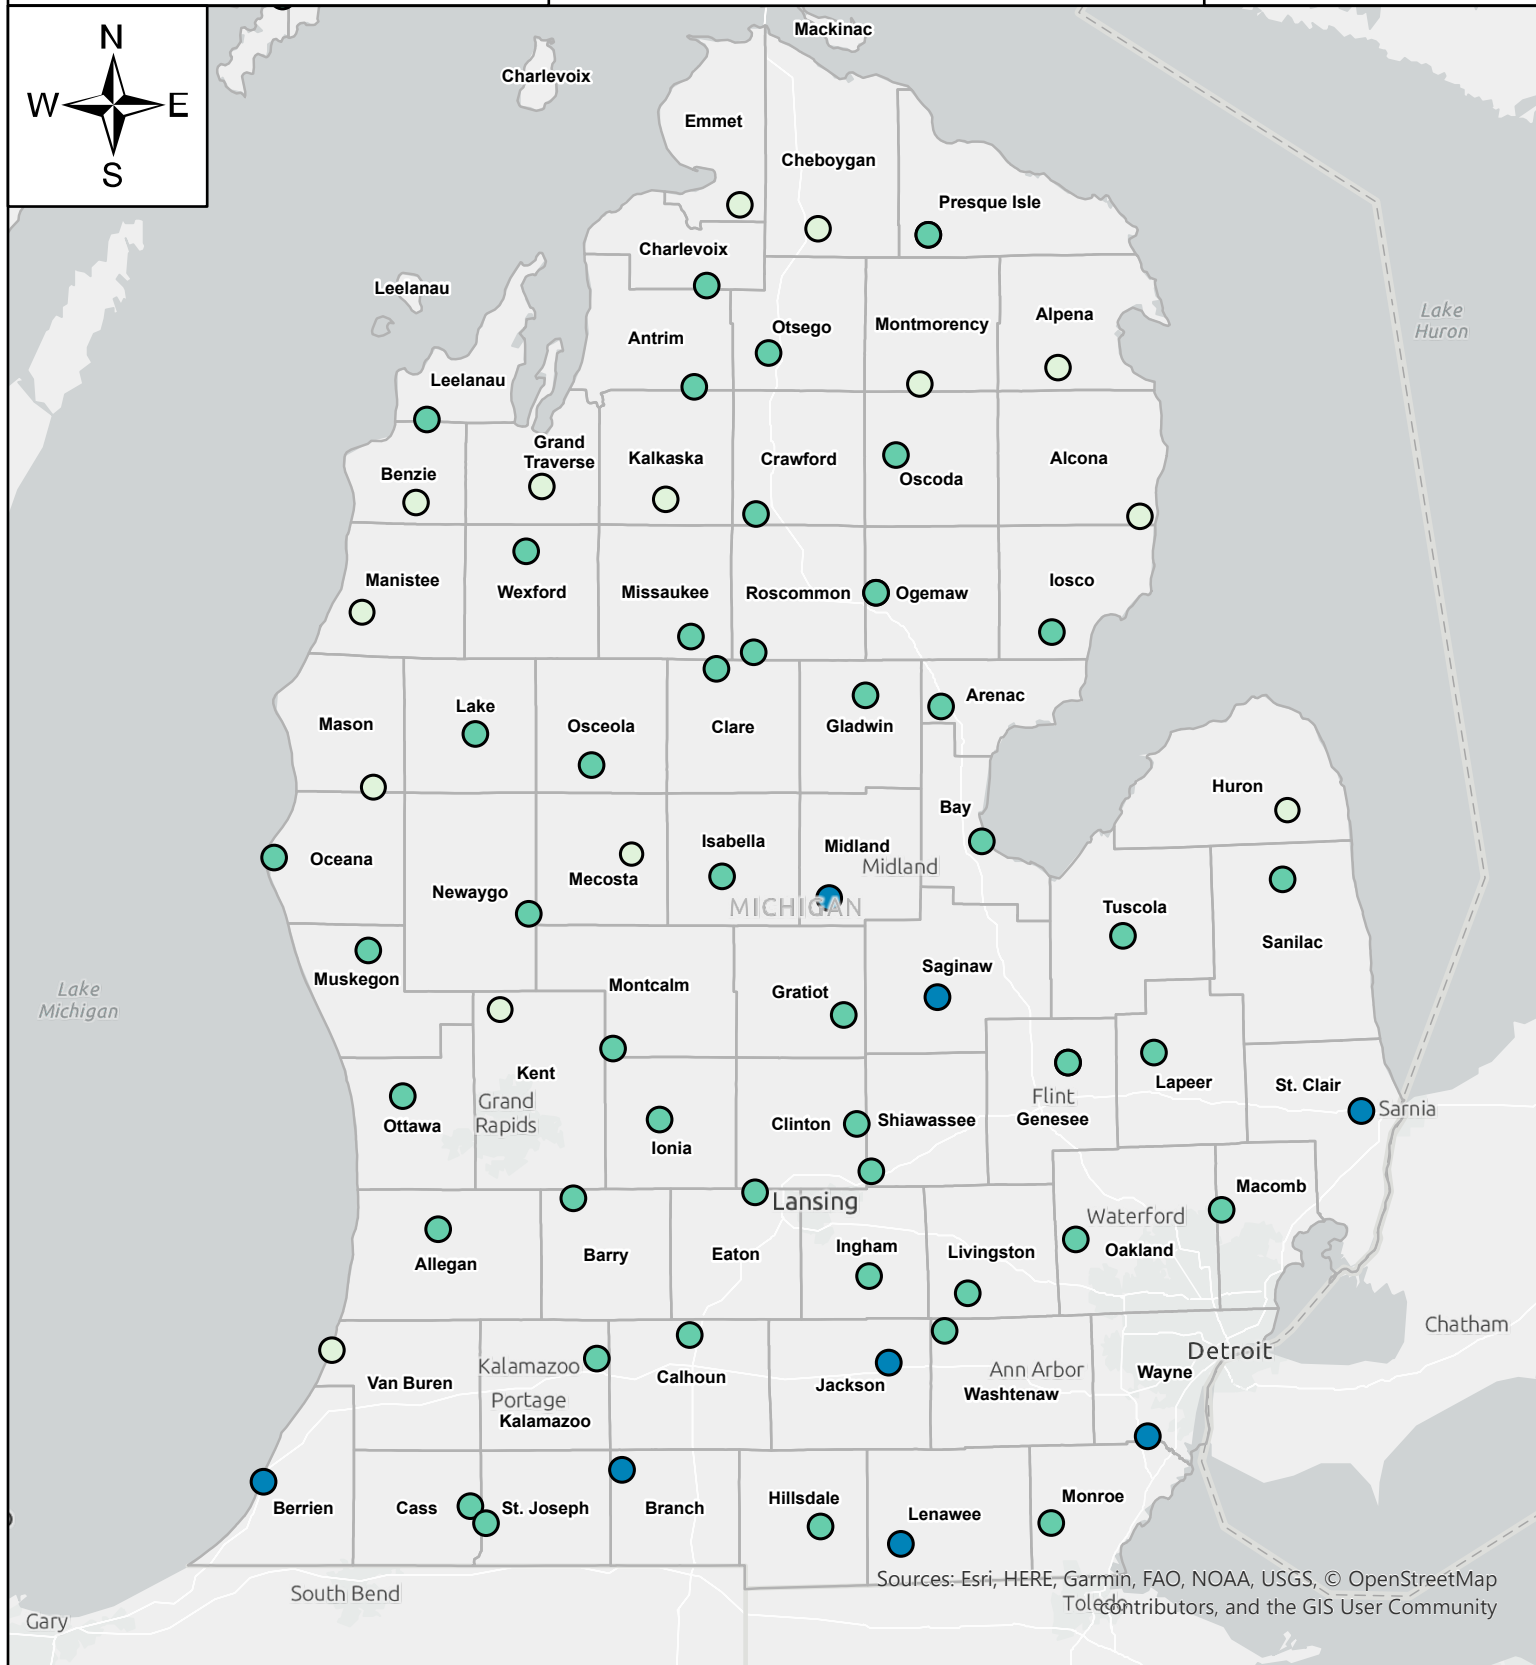 N
W E
S
Mackinac
Charlevoix
Emmet
Cheboygan
Presque Isle
Charlevoix
Leelanau
Lake
Huron
Alpena
Montmorency
Otsego
Antrim
Leelanau
Grand
Traverse
Kalkaska
Crawford
Alcona
Benzie
Oscoda
Manistee
Wexford
Missaukee
Roscommon
Ogemaw
Iosco
Arenac
Lake
Mason
Osceola
Clare
Gladwin
Huron
Bay
Isabella
Midland
Midland
Oceana
Mecosta
Newaygo
MICHIGAN
Tuscola
Sanilac
Saginaw
Muskegon
Montcalm
Gratiot
Lake
Michigan
Kent
Lapeer
St. Clair
Flint
Genesee
Grand
Rapids
Sarnia
Ottawa
Clinton
Shiawassee
Ionia
Macomb
Lansing
Waterford
Oakland
Ingham
Livingston
Barry
Eaton
Allegan
Chatham
Detroit
Kalamazoo
Ann Arbor
Wayne
Van Buren
Calhoun
Jackson
Washtenaw
Portage
Kalamazoo
Monroe
Hillsdale
Berrien
Cass
St. Joseph
Branch
Lenawee
South Bend
Sources: Esri, HERE, Garmin, FAO, NOAA, USGS, © OpenStreetMap
Toledo
contributors, and the GIS User Community
Gary